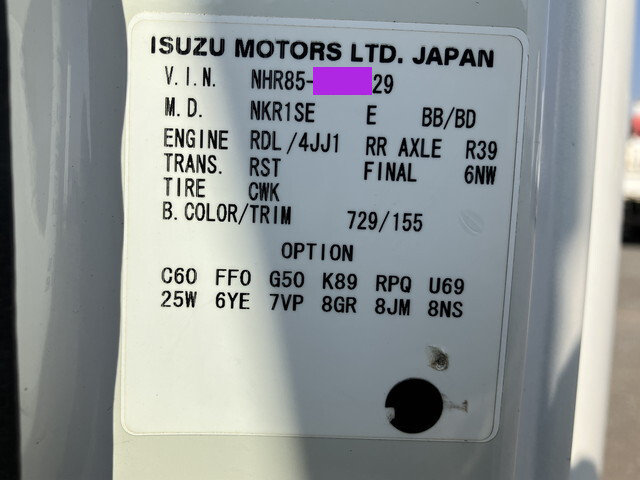 ISUZU MOTORS LTD. JAPAN
V.I.N. NHR85- 29
M.D. NKR1SE E BB/BD
ENGINE RDL/4JJ1 RR AXLE R39
TRANS. RST FINAL 6NW
TIRE CWK
B.COLOR/TRIM 729/155
OPTION
C60 FF0 G50 K89 RPQ U69
25W 6YE 7VP 8GR 8JM 8NS